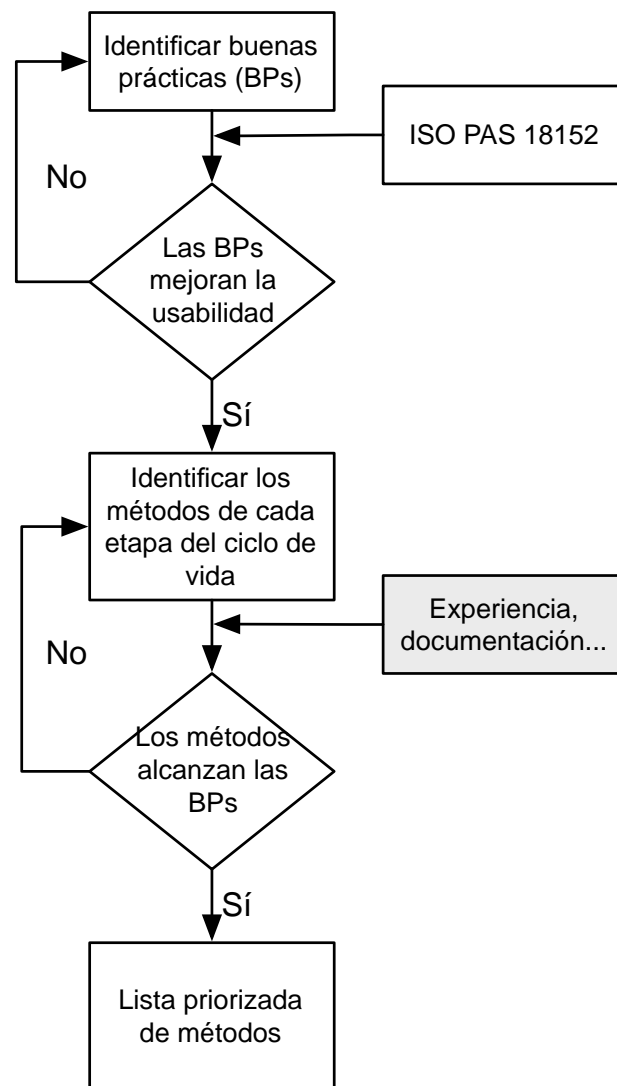 Identificar buenas
prácticas (BPs)
ISO PAS 18152
No
Las BPs
mejoran la
usabilidad
Sí
Identificar los
métodos de cada
etapa del ciclo de
vida
Experiencia,
documentación...
No
Los métodos
alcanzan las
BPs
Sí
Lista priorizada
de métodos